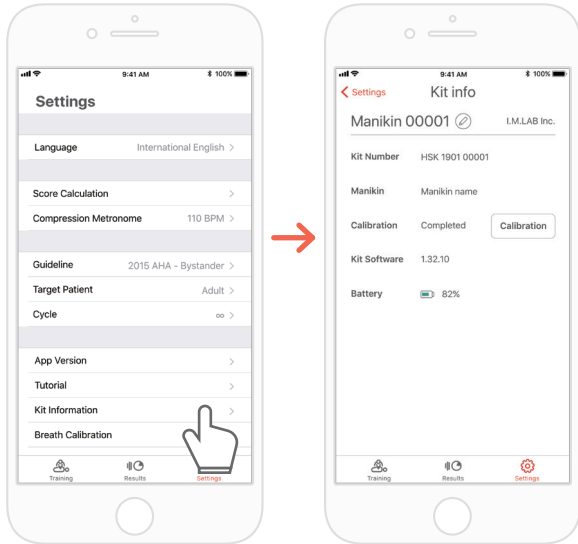 9:41 AM 100%
Settings
Language International English >
Score Calculation >
Compression Metronome 110 BPM >
Guideline 2015 AHA - Bystander >
Target Patient Adult >
Cycle ∞ >
App Version >
Tutorial >
Kit Information >
Breath Calibration
Training Results Settings
9:41 AM 100%
Settings Kit info
Manikin 00001 I.M.LAB Inc.
Kit Number HSK 1901 00001
Manikin Manikin name
Calibration Completed Calibration
Kit Software 1.32.10
Battery 82%
Training Results Settings